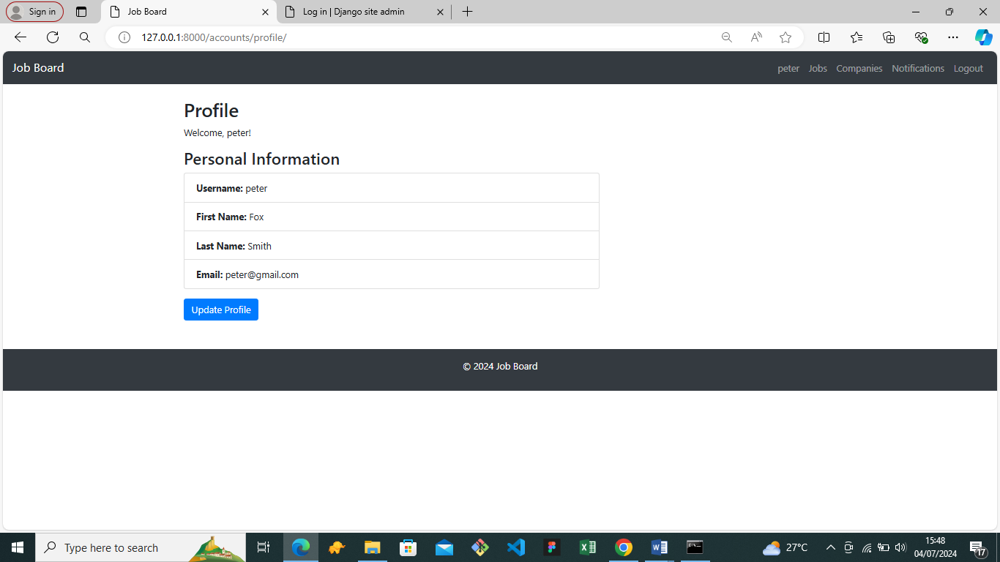 Sign in
Job Board
Log in | Django site admin
127.0.0.1:8000/accounts/profile/
Job Board
peter Jobs Companies Notifications Logout
Profile
Welcome, peter!
Personal Information
Username: peter
First Name: Fox
Last Name: Smith
Email: peter@gmail.com
Update Profile
© 2024 Job Board
Type here to search
27°C
15:48
04/07/2024
17